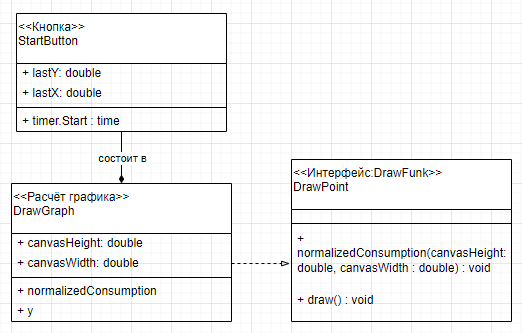 <<Кнопка>>
StartButton
+ lastY: double
+ lastX: double
+ timer.Start : time
состоит в
<<Расчёт графика>>
DrawGraph
+ canvasHeight: double
+ canvasWidth: double
+ normalizedConsumption
+ y
<<Интерфейс:DrawFunk>>
DrawPoint
+
normalizedConsumption(canvasHeight:
double, canvasWidth : double) : void
+ draw() : void